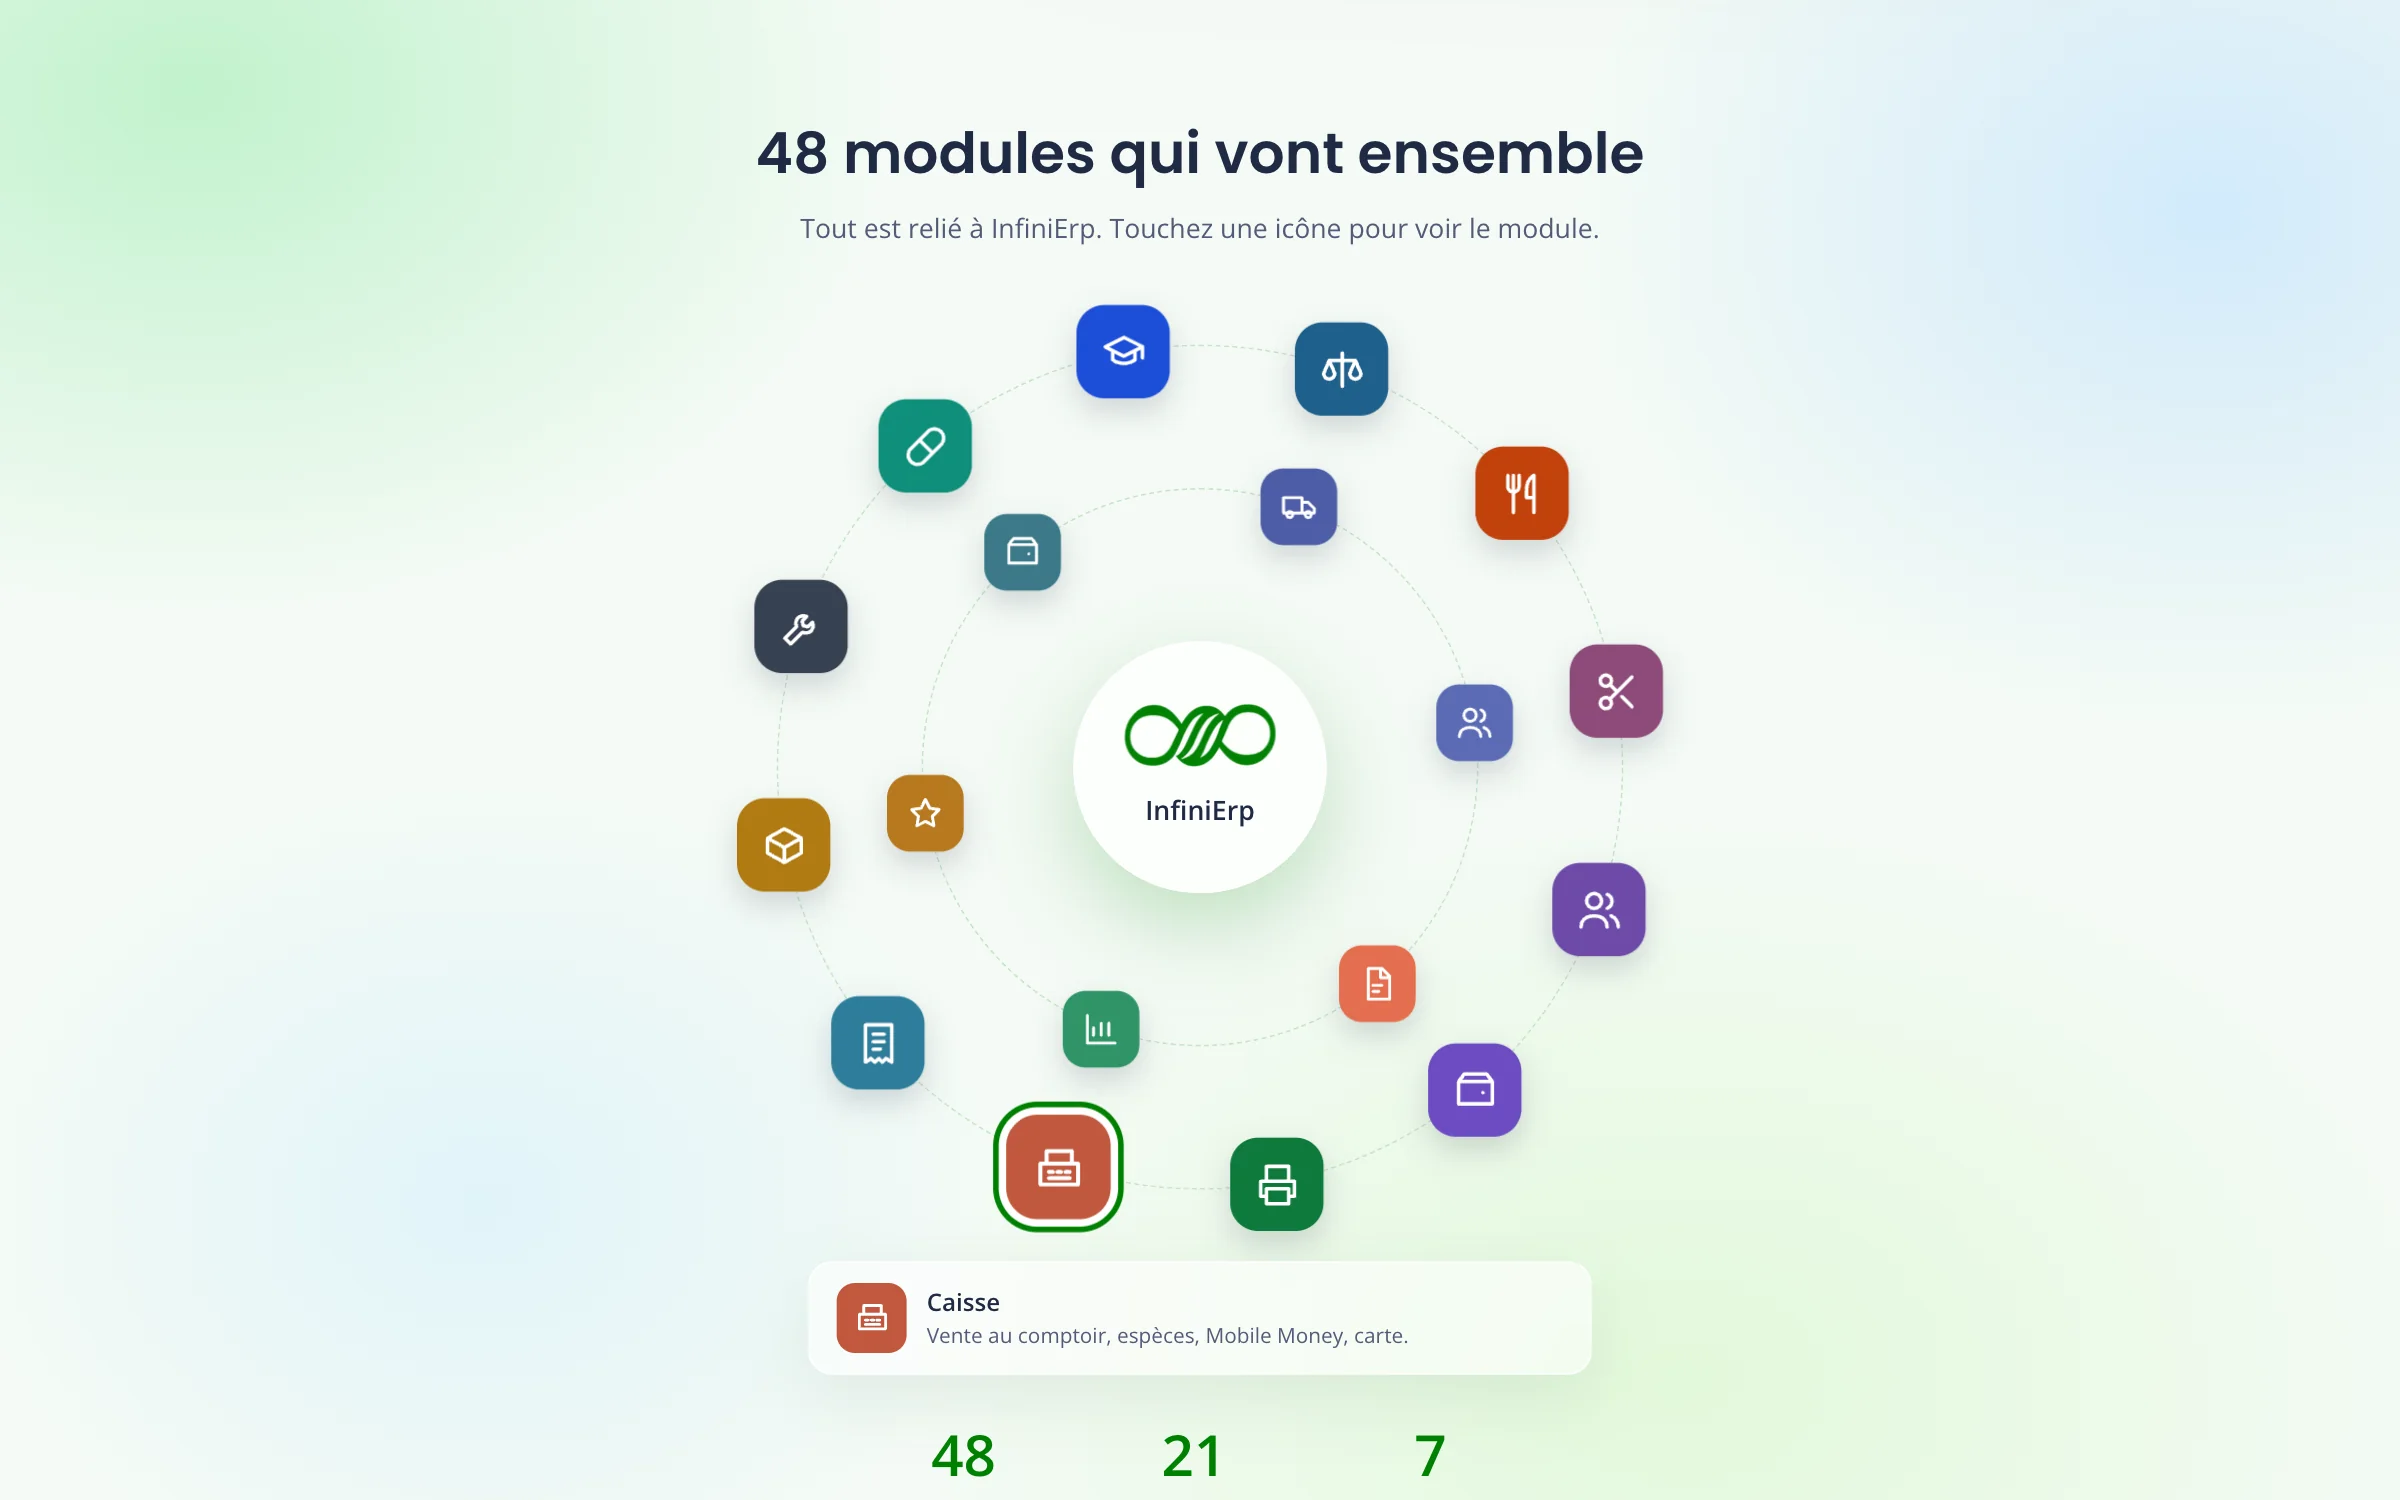 48 modules qui vont ensemble
Tout est relié à InfiniErp. Touchez une icône pour voir le module.
InfiniErp
Caisse
Vente au comptoir, espèces, Mobile Money, carte.
48 21 7